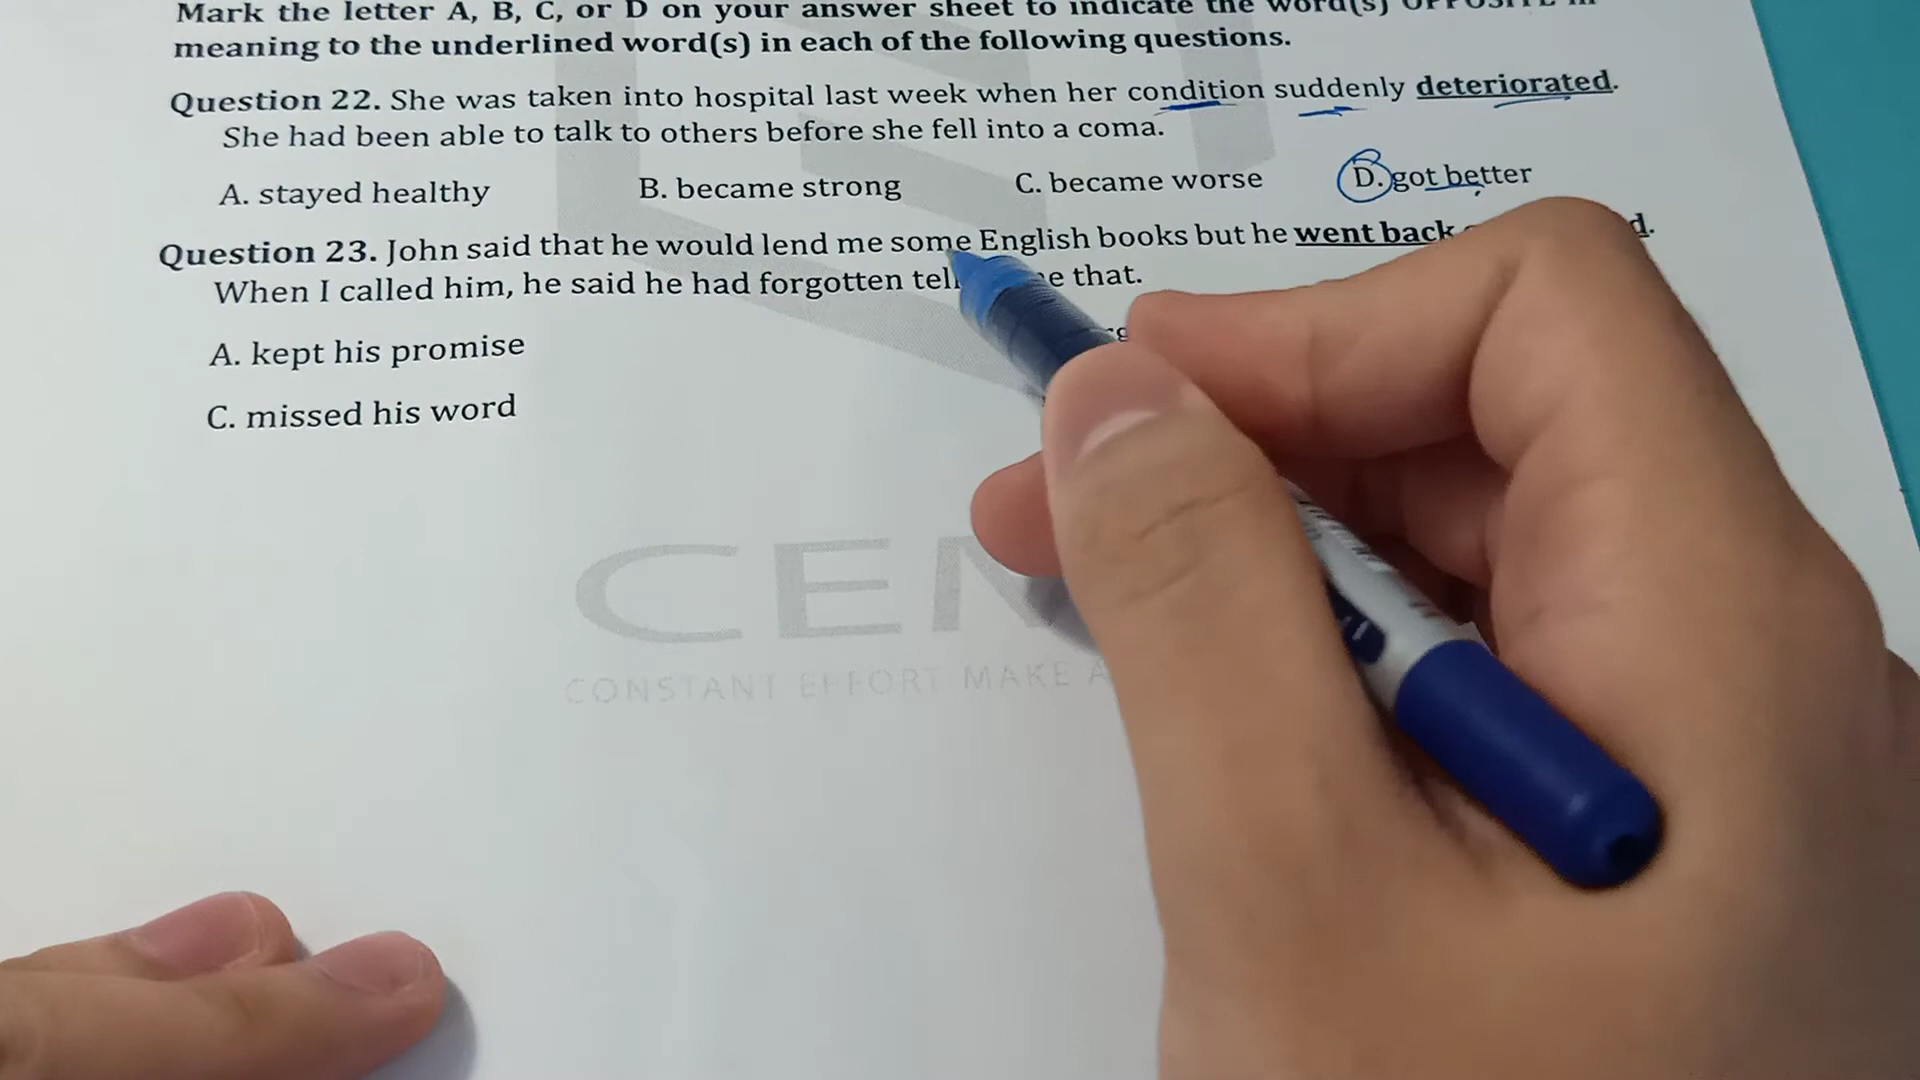 Mark the letter A, B, C, or D on your answer sheet to indicate the word(s) OPPOSITE in
meaning to the underlined word(s) in each of the following questions.
Question 22. She was taken into hospital last week when her condition suddenly deteriorated.
She had been able to talk to others before she fell into a coma.
A. stayed healthy B. became strong C. became worse D. got better
Question 23. John said that he would lend me some English books but he went back
When I called him, he said he had forgotten that.
A. kept his promise
C. missed his word
CONSTANT EFFORT MAKE